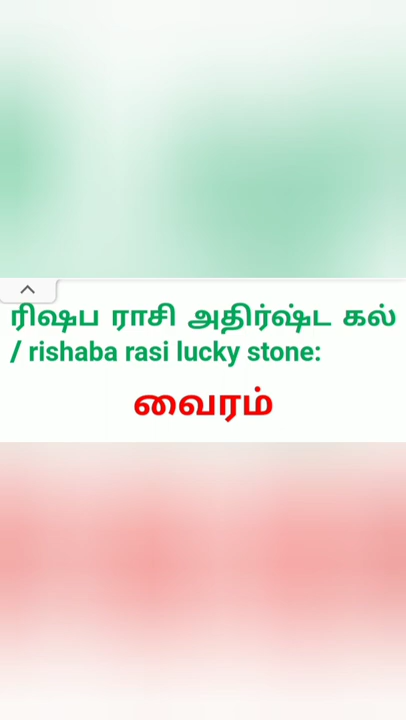 ரிஷப ராசி அதிர்ஷ்ட கல்
/ rishaba rasi lucky stone:
வைரம்